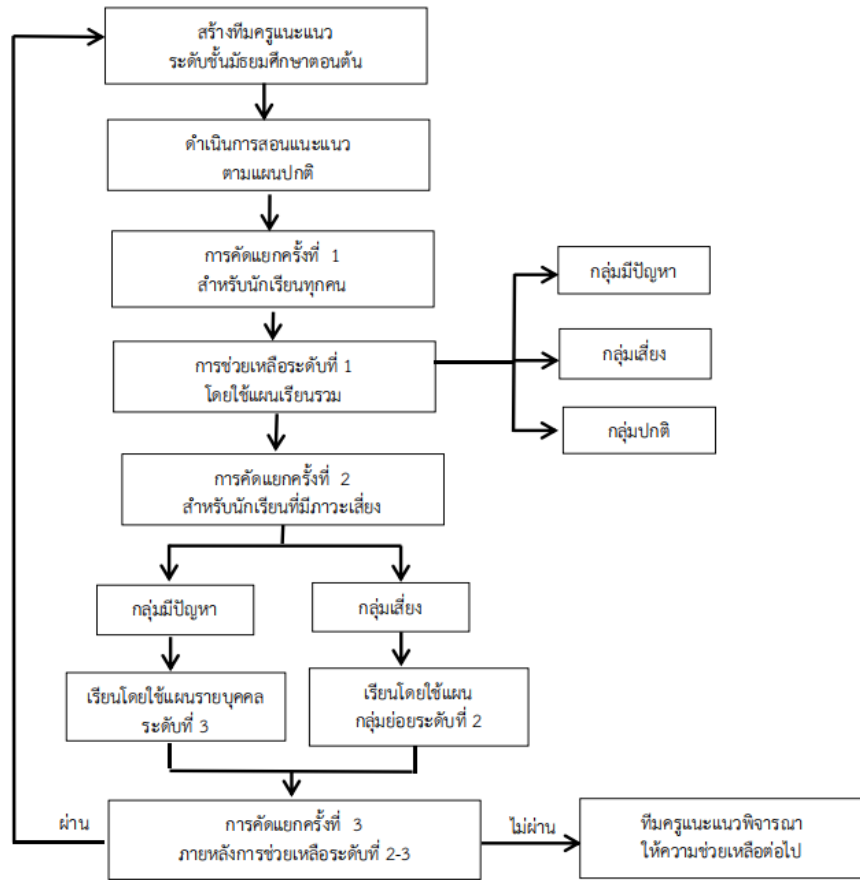 สร้างทีมครูแนะแนว
ระดับชั้นมัธยมศึกษาตอนต้น
ดำเนินการสอนแนะแนว
ตามแผนปกติ
การคัดแยกครั้งที่ 1
สำหรับนักเรียนทุกคน
กลุ่มมีปัญหา
การช่วยเหลือระดับที่ 1
โดยใช้แผนเรียนรวม
กลุ่มเสี่ยง
กลุ่มปกติ
การคัดแยกครั้งที่ 2
สำหรับนักเรียนที่มีภาวะเสี่ยง
กลุ่มมีปัญหา
กลุ่มเสี่ยง
เรียนโดยใช้แผนรายบุคคล
ระดับที่ 3
เรียนโดยใช้แผน
กลุ่มย่อยระดับที่ 2
ผ่าน
การคัดแยกครั้งที่ 3
ภายหลังการช่วยเหลือระดับที่ 2-3
ไม่ผ่าน
ทีมครูแนะแนวพิจารณา
ให้ความช่วยเหลือต่อไป